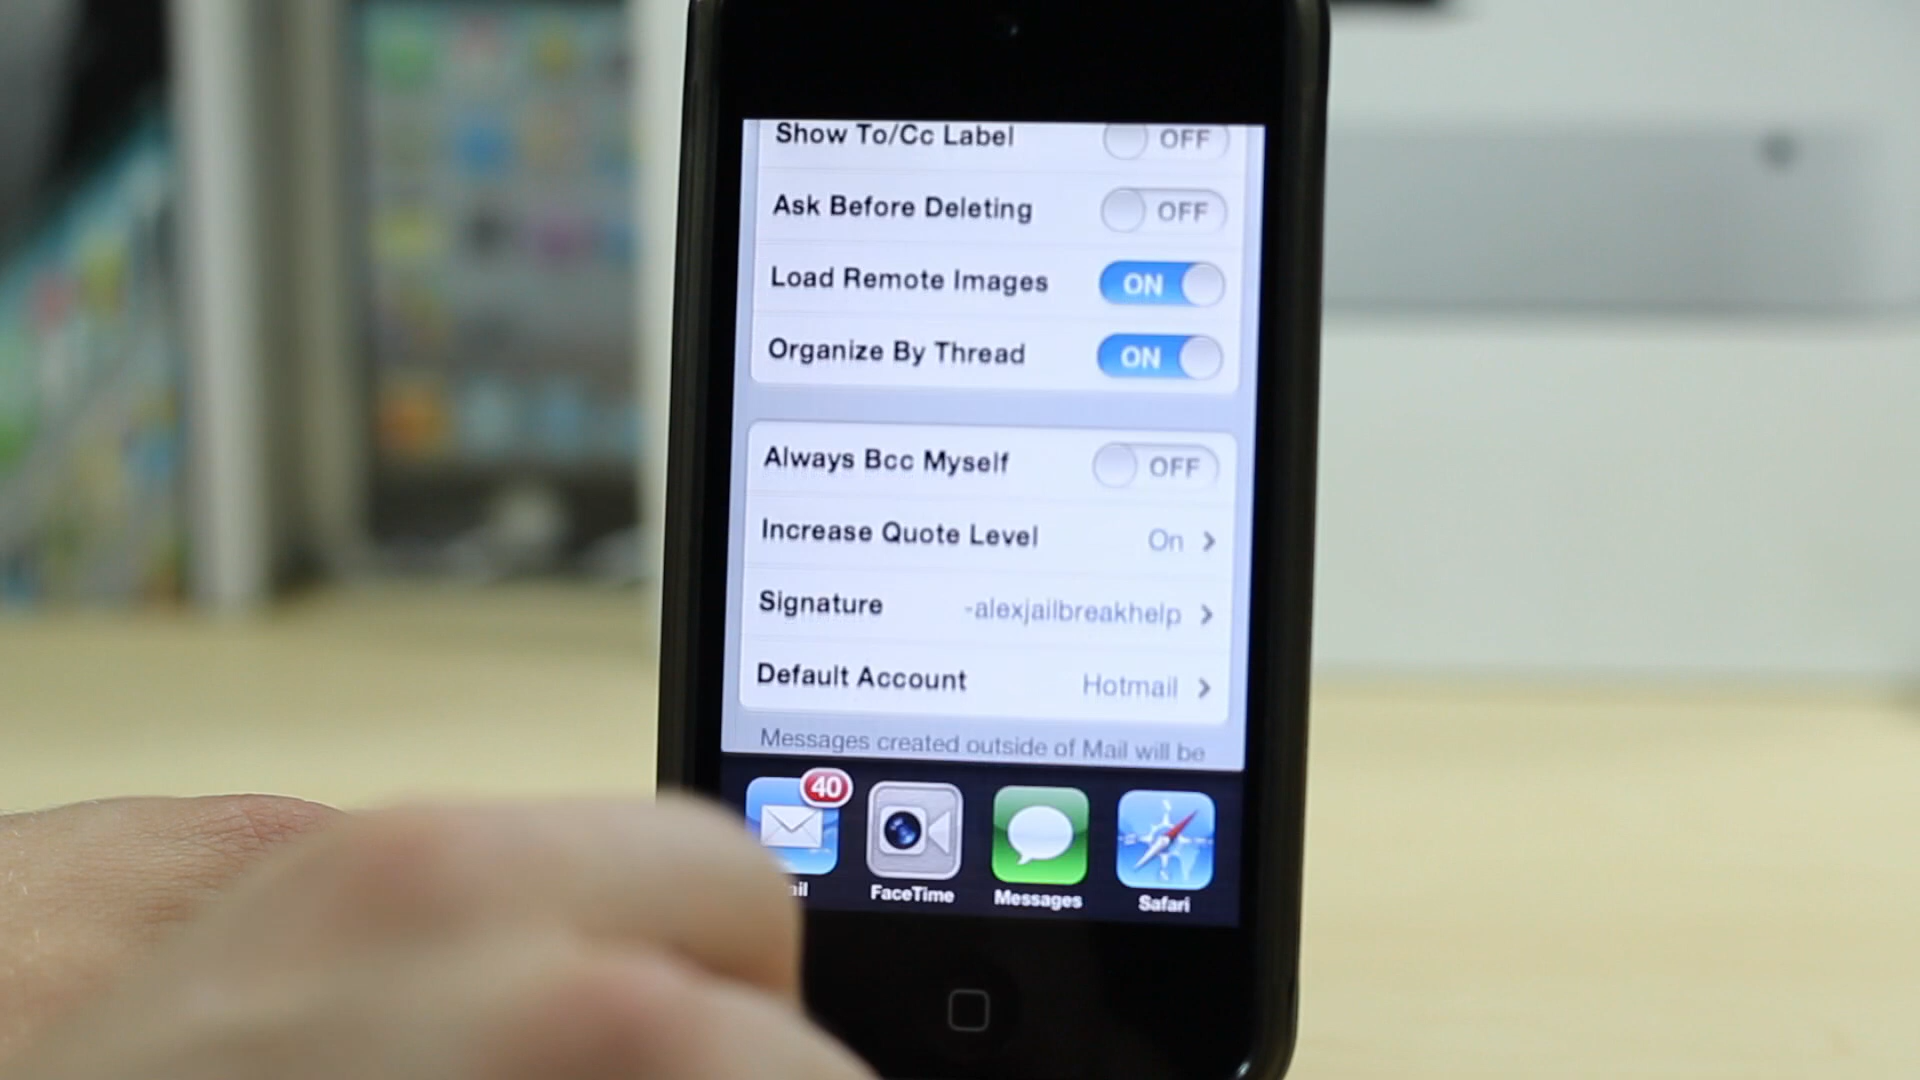 Show To/Cc Label OFF
Ask Before Deleting OFF
Load Remote Images ON
Organize By Thread ON
Always Bcc Myself OFF
Increase Quote Level On
Signature -alexjailbreakhelp
Default Account Hotmail
Messages created outside of Mail will be
40
FaceTime Messages Safari